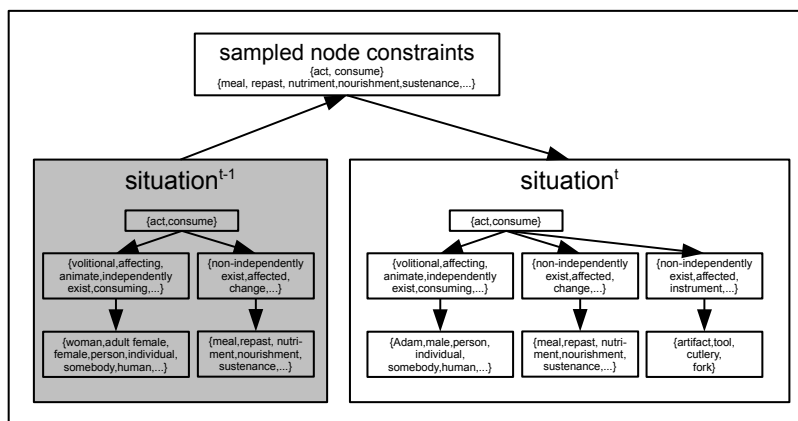 sampled node constraints
{act, consume}
{meal, repast, nutriment,nourishment,sustenance,...}
situation^t-1
{act,consume}
{volitional,affecting,
animate,independently
exist,consuming,...}
{non-independently
exist,affected,
change,...}
{woman,adult female,
female,person,individual,
somebody,human,...}
{meal,repast, nutri-
ment,nourishment,
sustenance,...}
situation^t
{act,consume}
{volitional,affecting,
animate,independently
exist,consuming,...}
{non-independently
exist,affected,
change,...}
{non-independently
exist,affected,
instrument,...}
{Adam,male,person,
individual,
somebody,human,...}
{meal,repast, nutri-
ment,nourishment,
sustenance,...}
{artifact,tool,
cutlery,
fork}